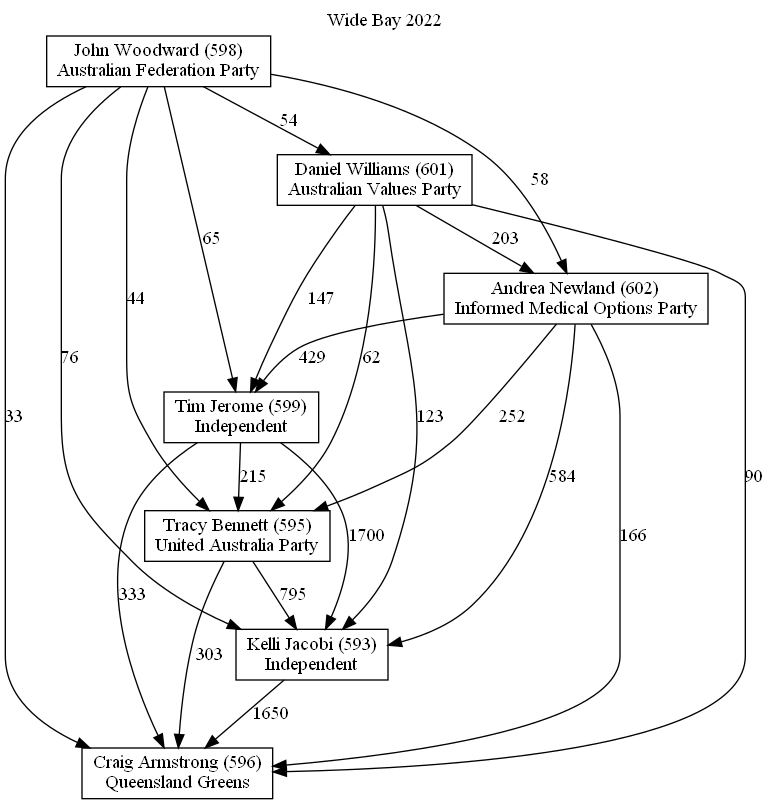 Wide Bay 2022
John Woodward (598)
Australian Federation Party
54
Daniel Williams (601)
Australian Values Party
58
65
203
Andrea Newland (602)
Informed Medical Options Party
44
147
76
429
62
Tim Jerome (599)
Independent
33
123
252
215
584
90
Tracy Bennett (595)
United Australia Party
1700
166
333
795
Kelli Jacobi (593)
Independent
303
1650
Craig Armstrong (596)
Queensland Greens